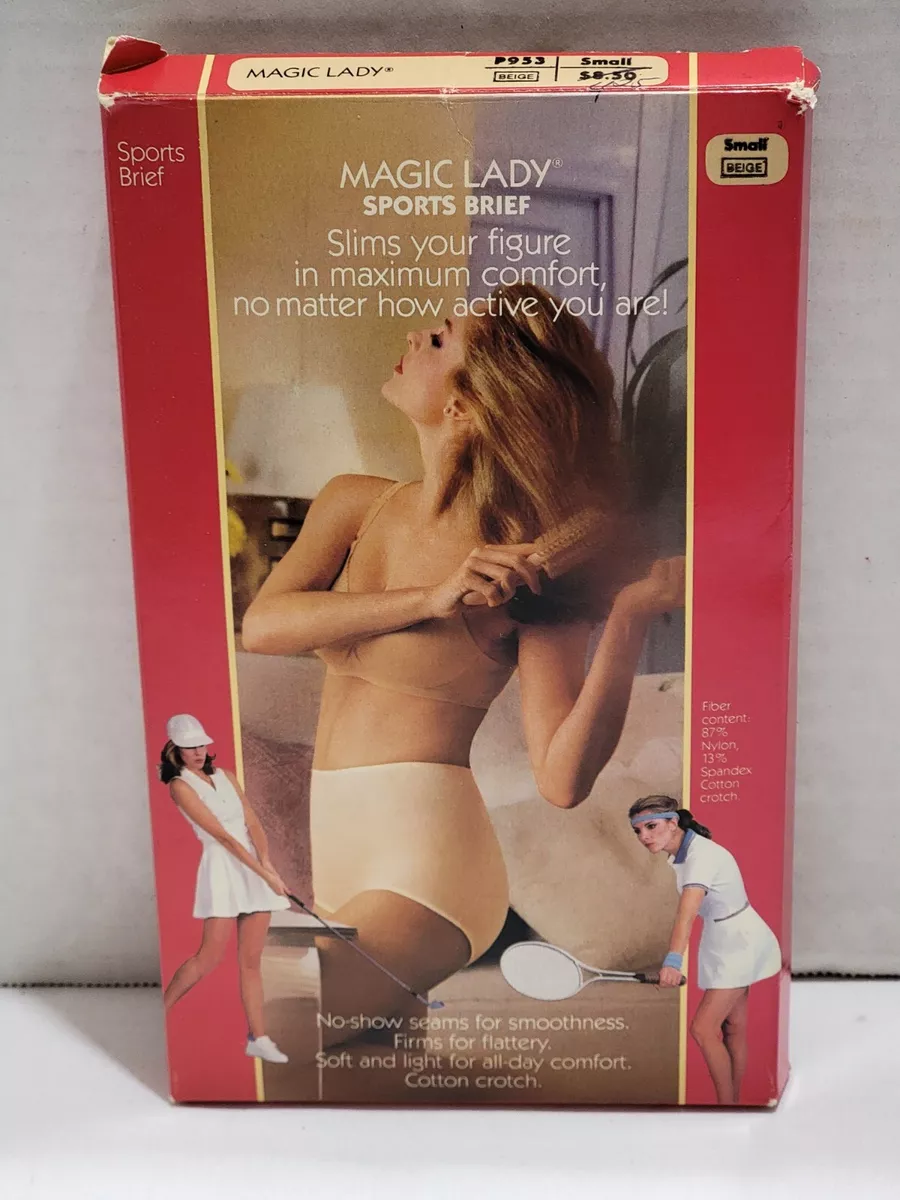 MAGIC LADY®
P953
BEIGE
Small
$8.50
Sports
Brief
Small
BEIGE
MAGIC LADY®
SPORTS BRIEF
Slims your figure
in maximum comfort,
no matter how active you are!
Fiber
content:
87%
Nylon,
13%
Spandex
Cotton
crotch.
No-show seams for smoothness.
Firms for flattery.
Soft and light for all-day comfort.
Cotton crotch.